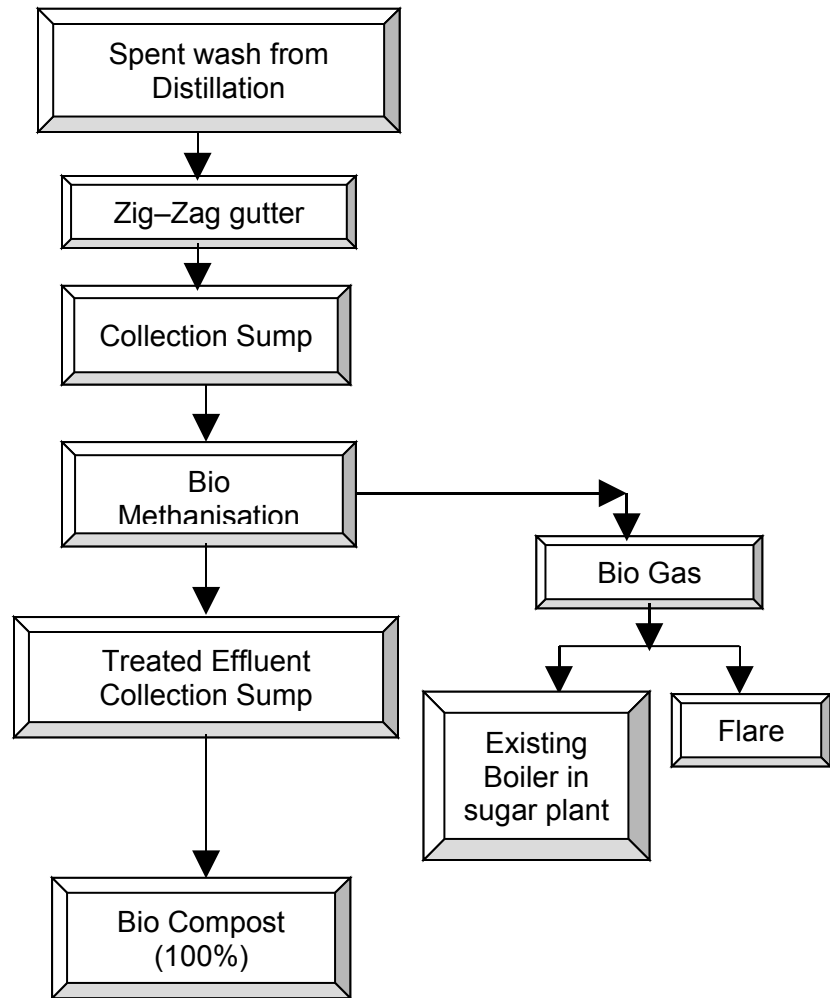 Spent wash from
Distillation
Zig–Zag gutter
Collection Sump
Bio
Methanisation
Bio Gas
Treated Effluent
Collection Sump
Existing
Boiler in
sugar plant
Flare
Bio Compost
(100%)